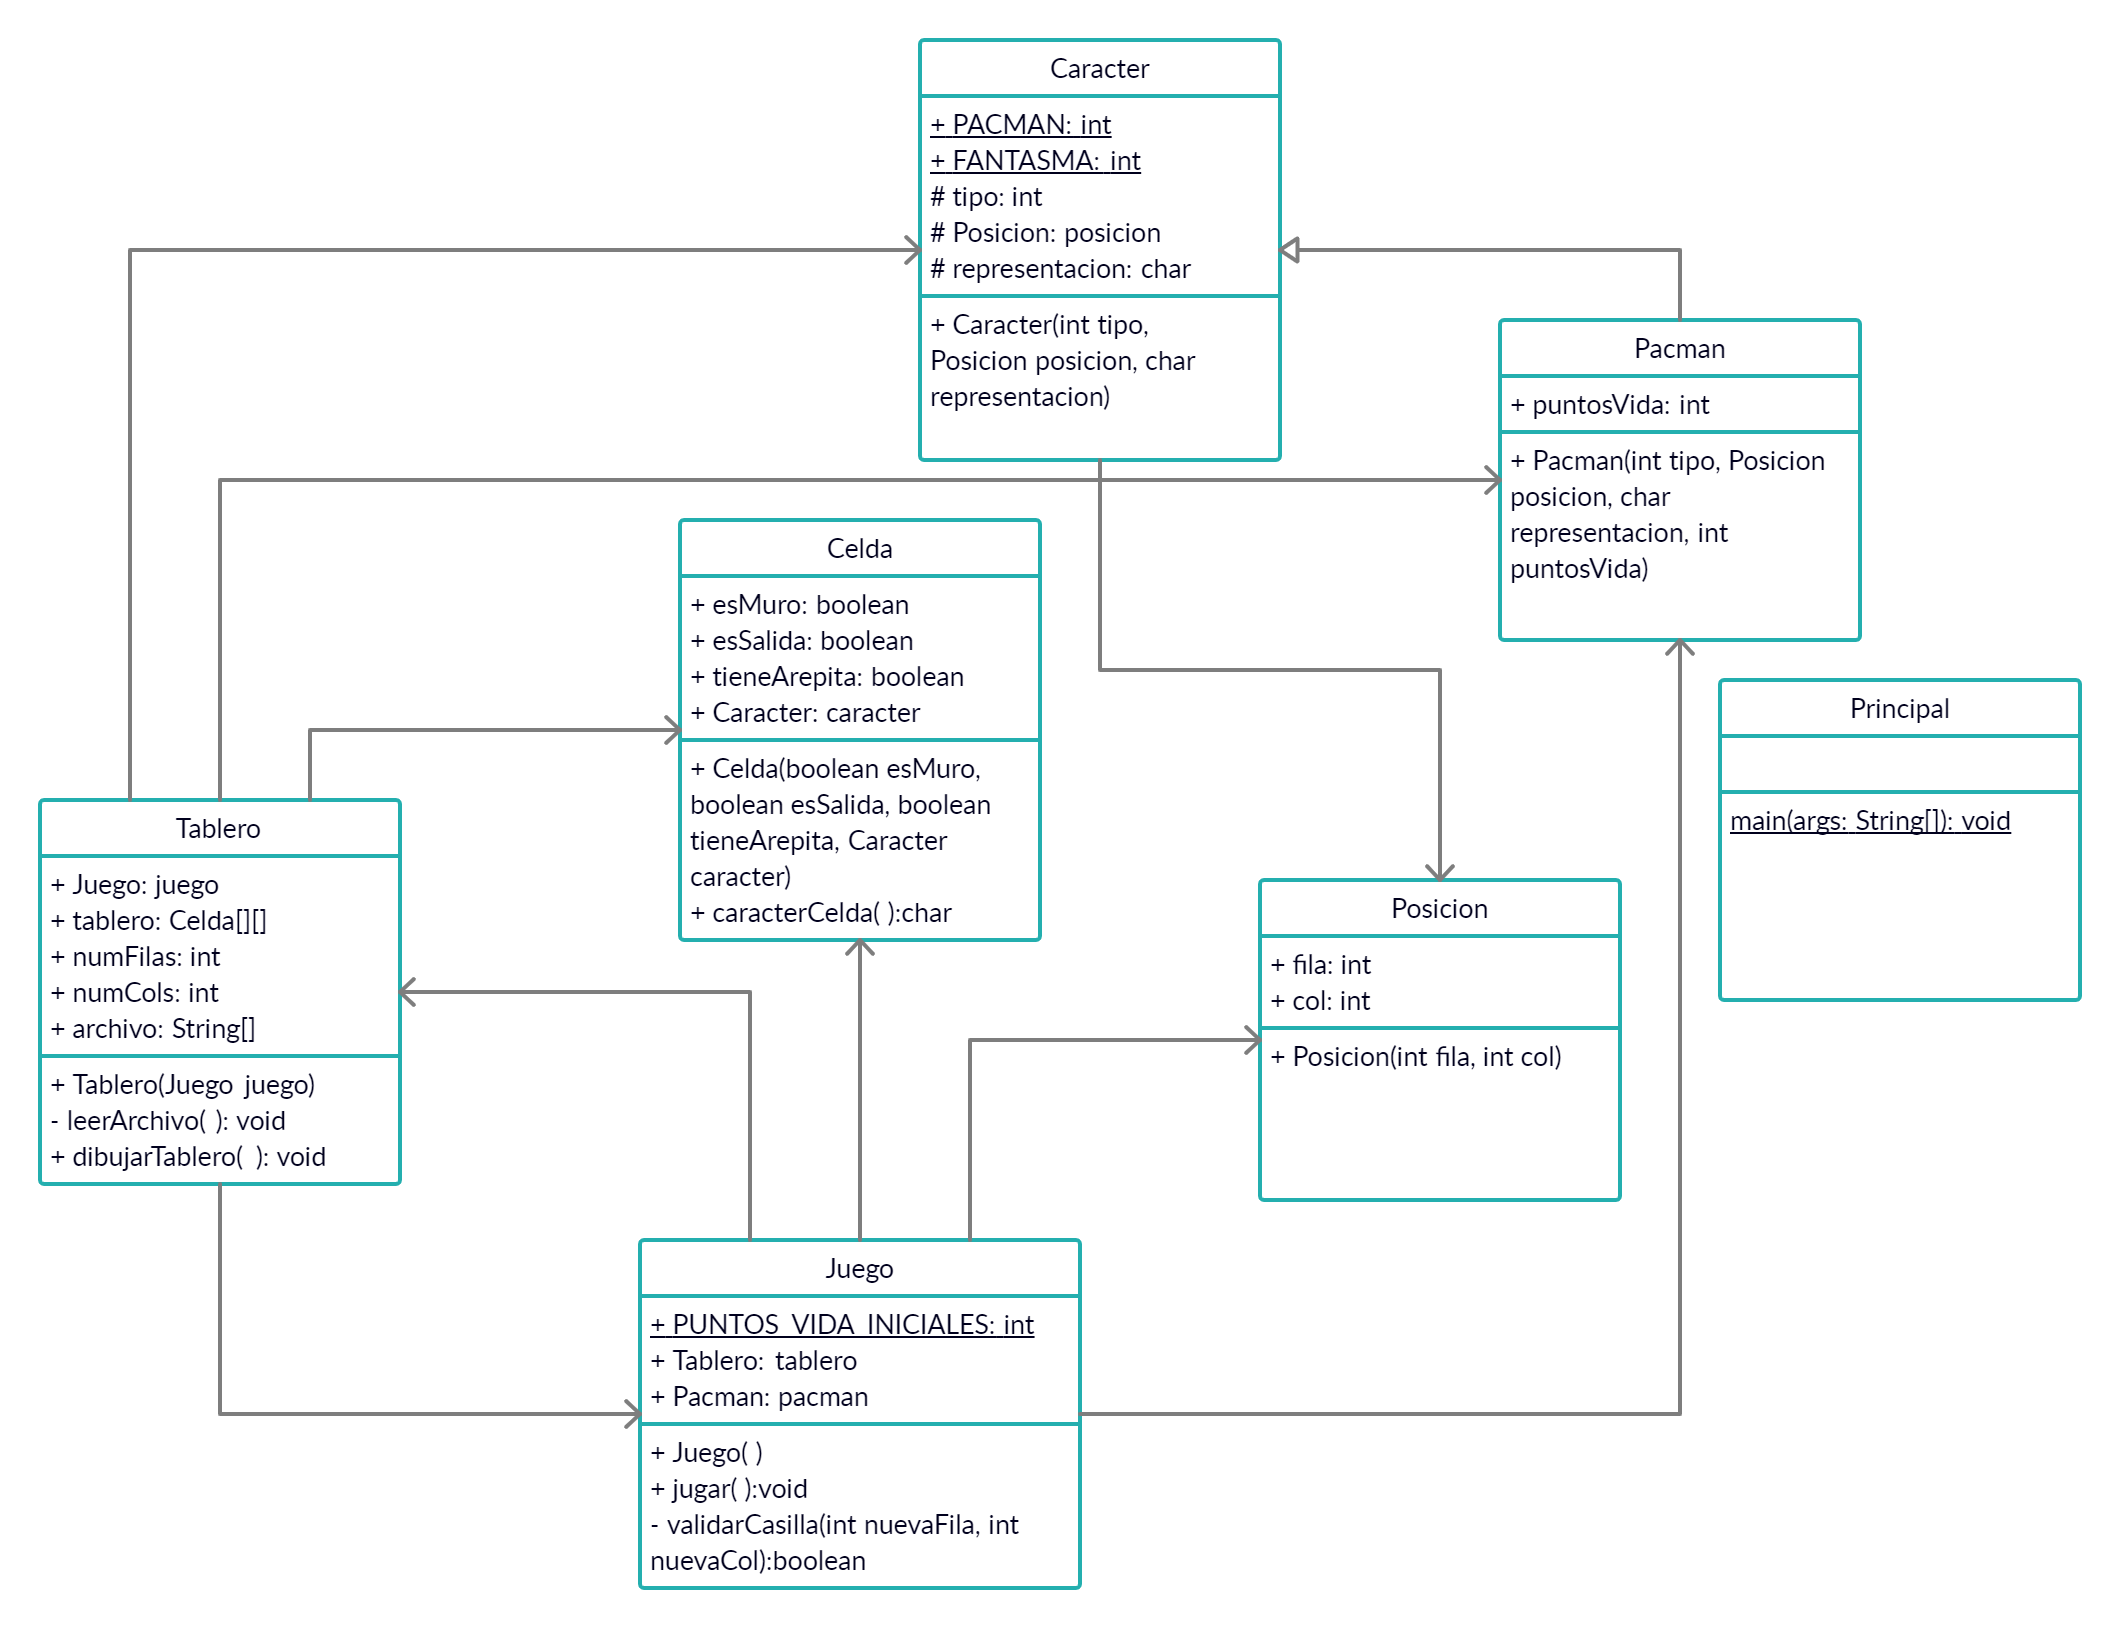 Caracter
+ PACMAN: int
+ FANTASMA: int
# tipo: int
# Posicion: posicion
# representacion: char
+ Caracter(int tipo,
Posicion posicion, char
representacion)
Pacman
+ puntosVida: int
+ Pacman(int tipo, Posicion
posicion, char
representacion, int
puntosVida)
Celda
+ esMuro: boolean
+ esSalida: boolean
+ tieneArepita: boolean
+ Caracter: caracter
+ Celda(boolean esMuro,
boolean esSalida, boolean
tieneArepita, Caracter
caracter)
+ caracterCelda( ):char
Principal
main(args: String[]): void
Tablero
+ Juego: juego
+ tablero: Celda[][]
+ numFilas: int
+ numCols: int
+ archivo: String[]
+ Tablero(Juego juego)
- leerArchivo( ): void
+ dibujarTablero( ): void
Posicion
+ fila: int
+ col: int
+ Posicion(int fila, int col)
Juego
+ PUNTOS_VIDA_INICIALES: int
+ Tablero: tablero
+ Pacman: pacman
+ Juego( )
+ jugar( ):void
- validarCasilla(int nuevaFila, int
nuevaCol):boolean